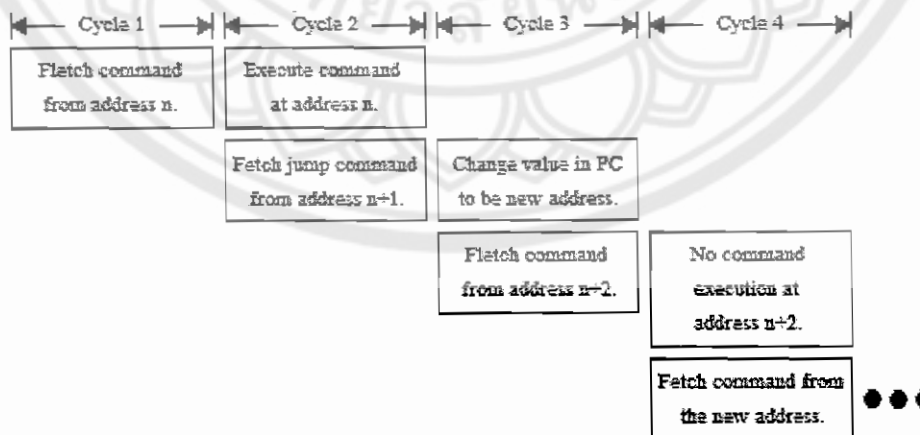 Cycle 1 Cycle 2 Cycle 3 Cycle 4
Fletch command
from address n.
Execute command
at address n.
Fetch jump command
from address n+1.
Change value in PC
to be new address.
Fletch command
from address n+2.
No command
execution at
address n+2.
Fetch command from
the new address.